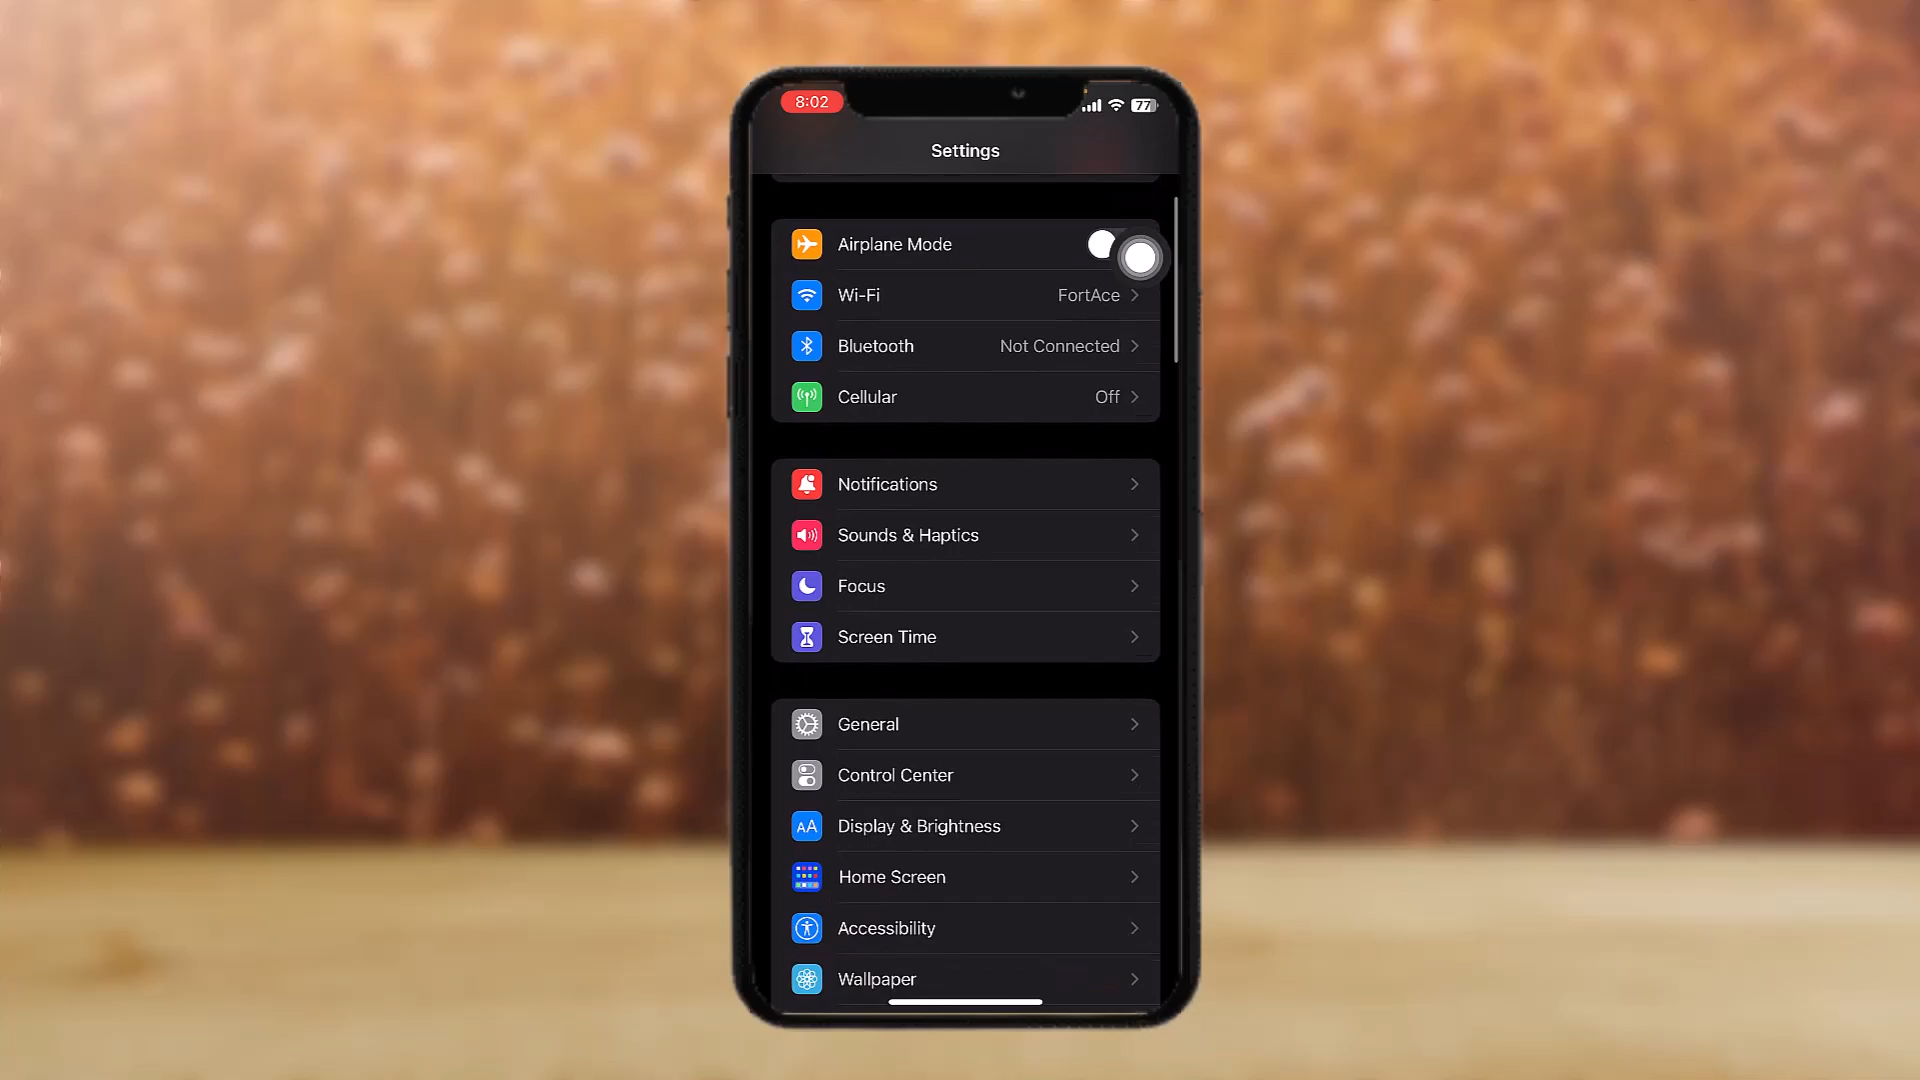 8:02
77
Settings
Airplane Mode
Wi-Fi FortAce
Bluetooth Not Connected
Cellular Off
Notifications
Sounds & Haptics
Focus
Screen Time
General
Control Center
AA Display & Brightness
Home Screen
Accessibility
Wallpaper